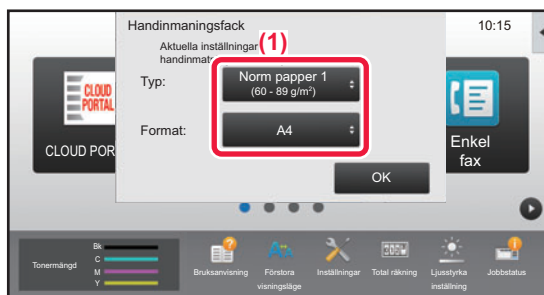 Handinmaningsfack
10:15
Aktuella inställningar
handinmat
(1)
Typ:
Norm papper 1
(60 - 89 g/m²)
Format:
A4
OK
CLOUD
PORTAL
CLOUD POR
Enkel
fax
Tonermängd
Bk
C
M
Y
Bruksanvisning
Förstora
visningsläge
Inställningar
Total räkning
Ljusstyrka
inställning
Jobbstatus